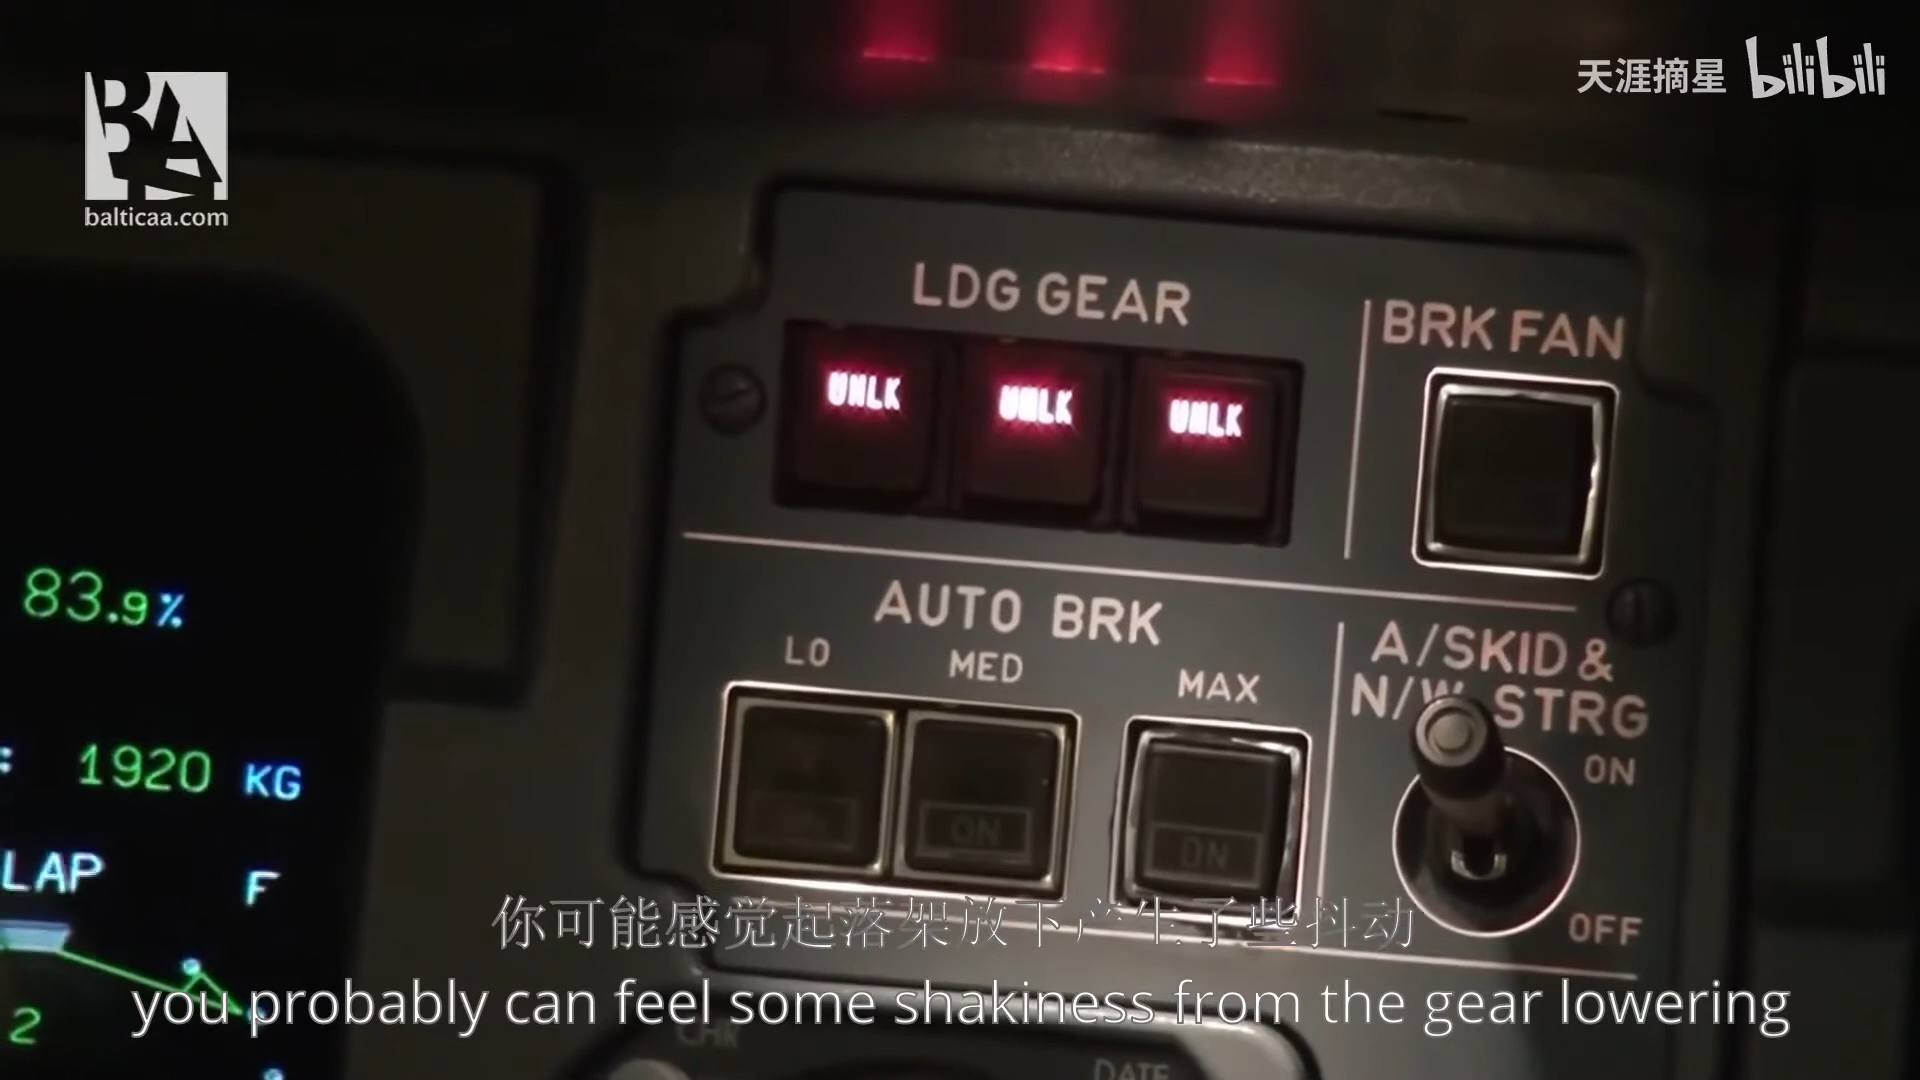 天涯摘星 bilibili
BAA
balticaa.com
LDG GEAR
BRK FAN
UNLK UNLK UNLK
83.9%
AUTO BRK
LO MED MAX
A/SKID &
N/W STRG
ON
1920 KG
ON
ON
LAP F
OFF
2
你可能感觉起落架放下产生了些抖动
you probably can feel some shakiness from the gear lowering
CHR
DATE